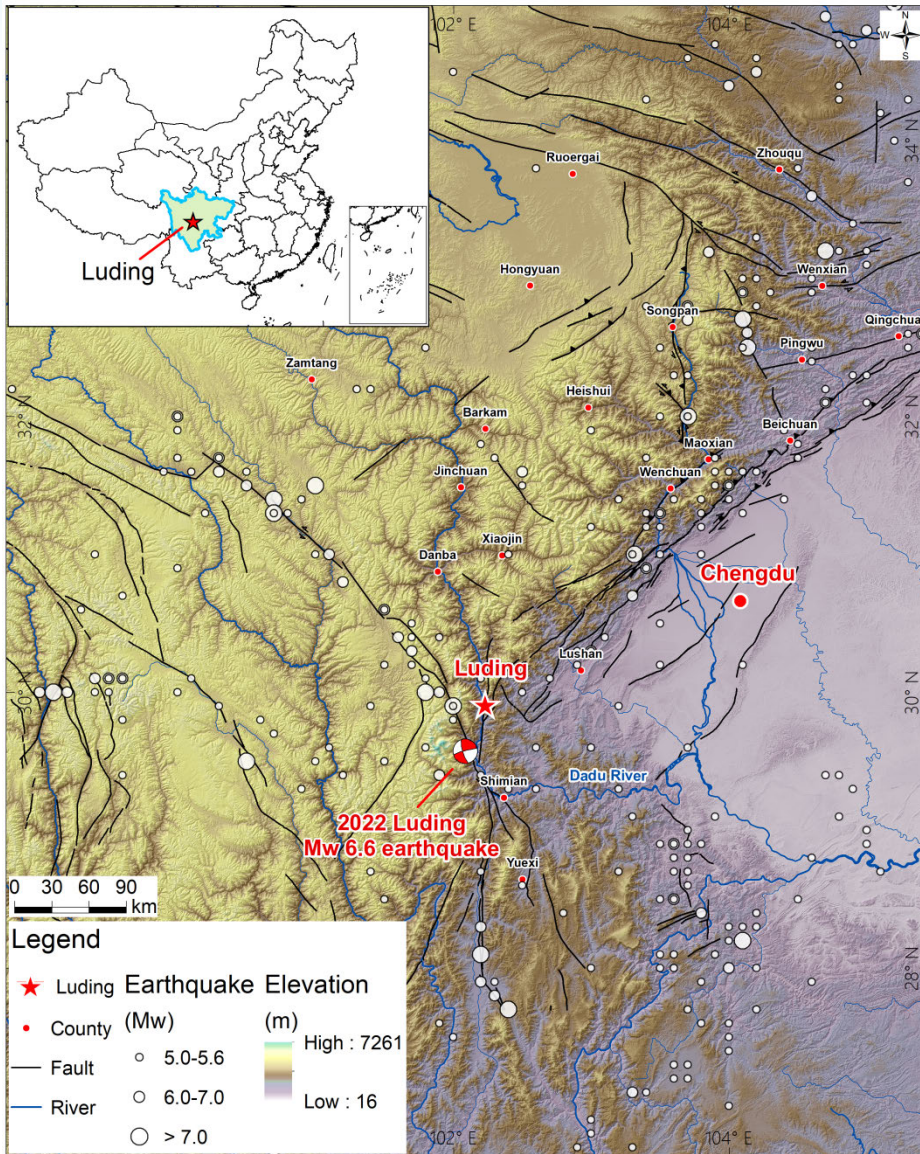 102° E
104° E
N
W
E
S
34° N
Luding
Zhouqu
Ruoergai
Wenxian
Hongyuan
Songpan
Qingchua
Pingwu
Zamtang
Heishui
32° N
32° N
Barkam
Beichuan
Maoxian
Jinchuan
Wenchuan
Xiaojin
Danba
Chengdu
Lushan
Luding
30° N
30° N
Dadu River
Shimian
2022 Luding
Mw 6.6 earthquake
Yuexi
0 30 60 90
km
28° N
Legend
Luding
County
Fault
River
Earthquake
(Mw)
5.0-5.6
6.0-7.0
> 7.0
Elevation
(m)
High : 7261
Low : 16
102° E
104° E